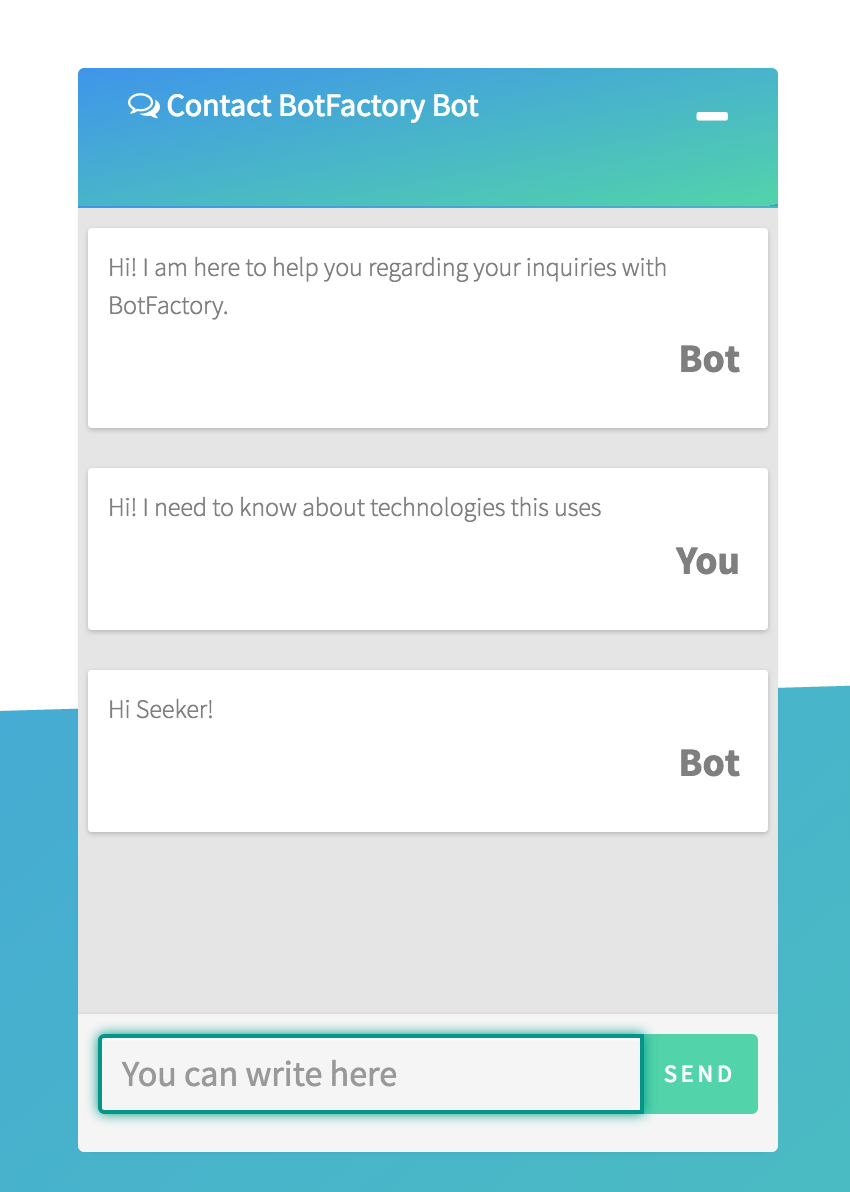 Contact BotFactory Bot
Hi! I am here to help you regarding your inquiries with
BotFactory.
Bot
Hi! I need to know about technologies this uses
You
Hi Seeker!
Bot
You can write here
SEND